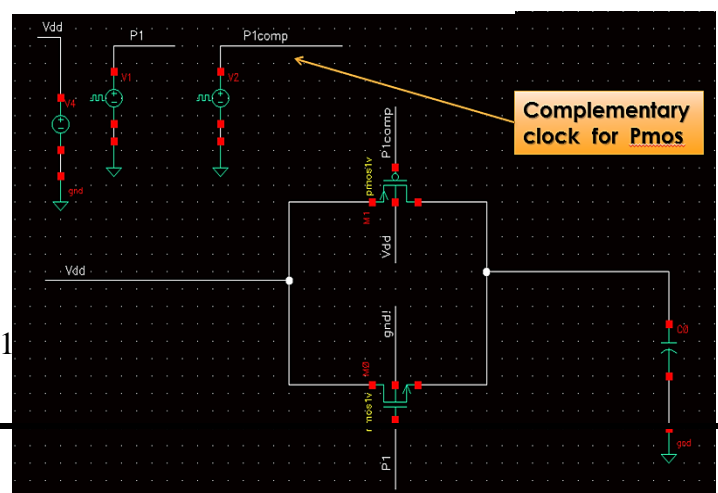 Vdd
P1
P1comp
V1
V2
V4
gnd
Complementary
clock for Pmos
P1comp
pmos1v
M1
Vdd
Vdd
gnd!
1
C0
M0
nmos1v
gnd
P1